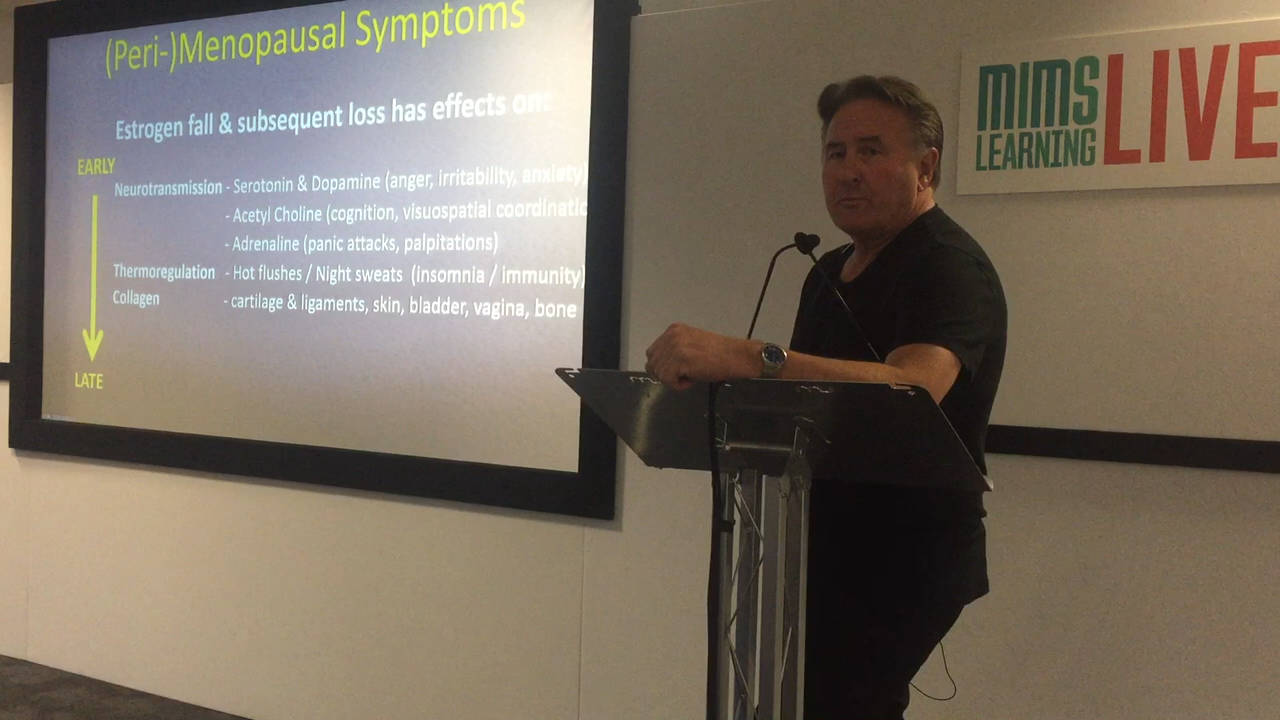 (Peri-)Menopausal Symptoms
Estrogen fall & subsequent loss has effects on:
EARLY
Neurotransmission - Serotonin & Dopamine (anger, irritability, anxiety)
- Acetyl Choline (cognition, visuospatial coordinatio
- Adrenaline (panic attacks, palpitations)
Thermoregulation - Hot flushes / Night sweats (insomnia / immunity)
Collagen - cartilage & ligaments, skin, bladder, vagina, bone
LATE
MIMS
LEARNING
LIVE